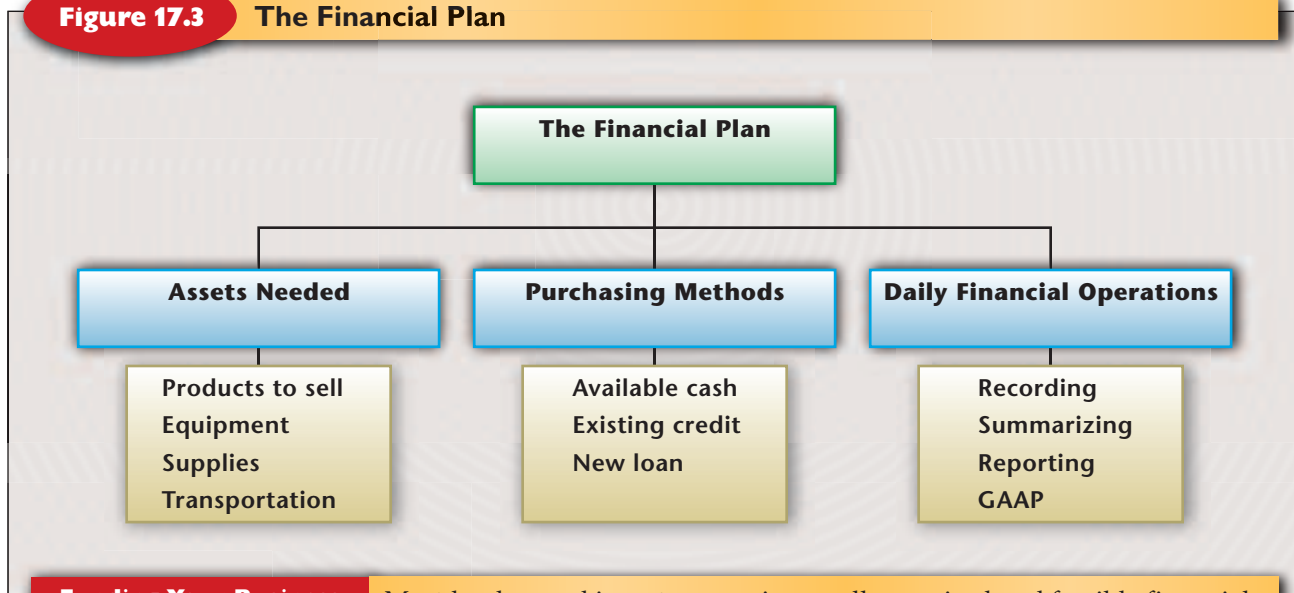 Figure 17.3 The Financial Plan
The Financial Plan
Assets Needed
Products to sell
Equipment
Supplies
Transportation
Purchasing Methods
Available cash
Existing credit
New loan
Daily Financial Operations
Recording
Summarizing
Reporting
GAAP